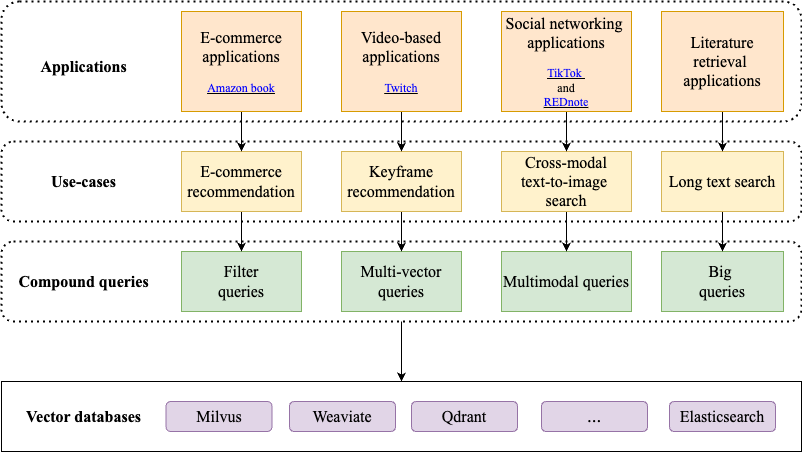 Applications
E-commerce
applications
Amazon book
Video-based
applications
Twitch
Social networking
applications
TikTok
and
REDnote
Literature
retrieval
applications
Use-cases
E-commerce
recommendation
Keyframe
recommendation
Cross-modal
text-to-image
search
Long text search
Compound queries
Filter
queries
Multi-vector
queries
Multimodal queries
Big
queries
Vector databases
Milvus
Weaviate
Qdrant
...
Elasticsearch